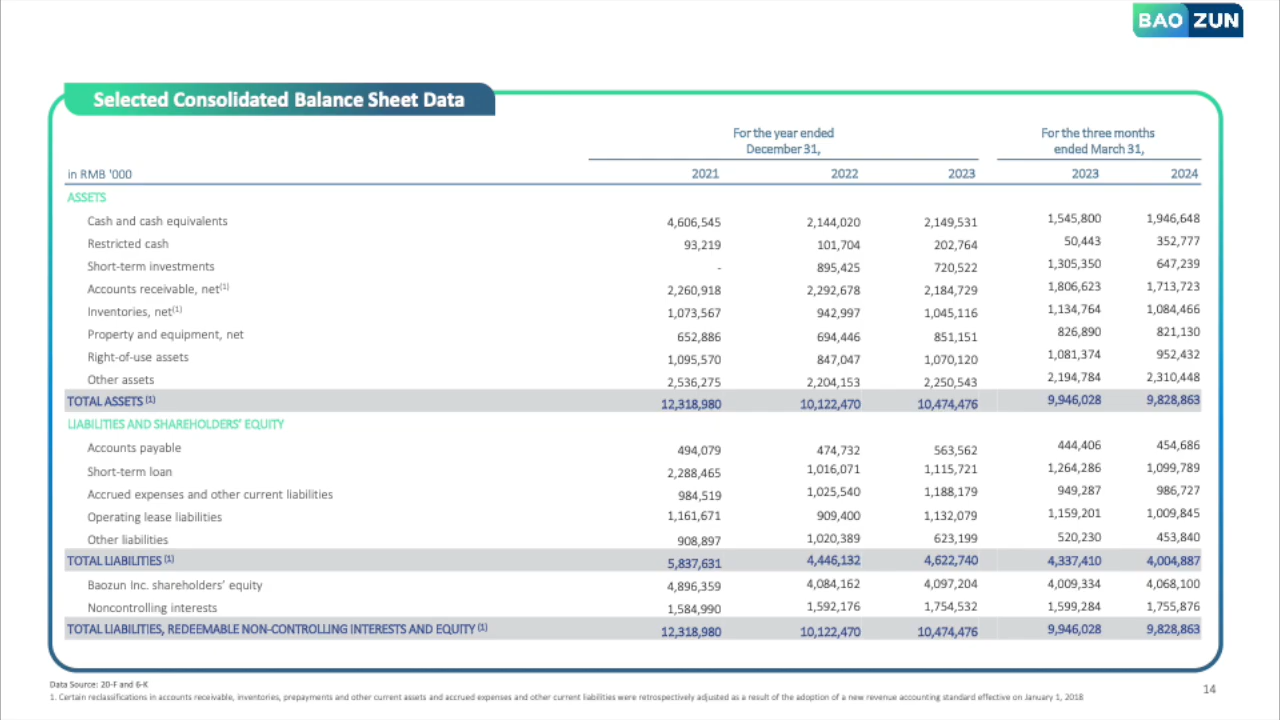 BAO ZUN
Selected Consolidated Balance Sheet Data
For the year ended December 31, For the three months ended March 31,
in RMB '000 2021 2022 2023 2023 2024
ASSETS
Cash and cash equivalents 4,606,545 2,144,020 2,149,531 1,545,800 1,946,648
Restricted cash 93,219 101,704 202,764 50,443 352,777
Short-term investments - 895,425 720,522 1,305,350 647,239
Accounts receivable, net(1) 2,260,918 2,292,678 2,184,729 1,806,623 1,713,723
Inventories, net(1) 1,073,567 942,997 1,045,116 1,134,764 1,084,466
Property and equipment, net 652,886 694,446 851,151 826,890 821,130
Right-of-use assets 1,095,570 847,047 1,070,120 1,081,374 952,432
Other assets 2,536,275 2,204,153 2,250,543 2,194,784 2,310,448
TOTAL ASSETS (1) 12,318,980 10,122,470 10,474,476 9,946,028 9,828,863
LIABILITIES AND SHAREHOLDERS' EQUITY
Accounts payable 494,079 474,732 563,562 444,406 454,686
Short-term loan 2,288,465 1,016,071 1,115,721 1,264,286 1,099,789
Accrued expenses and other current liabilities 984,519 1,025,540 1,188,179 949,287 986,727
Operating lease liabilities 1,161,671 909,400 1,132,079 1,159,201 1,009,845
Other liabilities 908,897 1,020,389 623,199 520,230 453,840
TOTAL LIABILITIES (1) 5,837,631 4,446,132 4,622,740 4,337,410 4,004,887
Baozun Inc. shareholders' equity 4,896,359 4,084,162 4,097,204 4,009,334 4,068,100
Noncontrolling interests 1,584,990 1,592,176 1,754,532 1,599,284 1,755,876
TOTAL LIABILITIES, REDEEMABLE NON-CONTROLLING INTERESTS AND EQUITY (1) 12,318,980 10,122,470 10,474,476 9,946,028 9,828,863
Data Source: 20-F and 6-K
1. Certain reclassifications in accounts receivable, inventories, prepayments and other current assets and accrued expenses and other current liabilities were retrospectively adjusted as a result of the adoption of a new revenue accounting standard effective on January 1, 2018
14